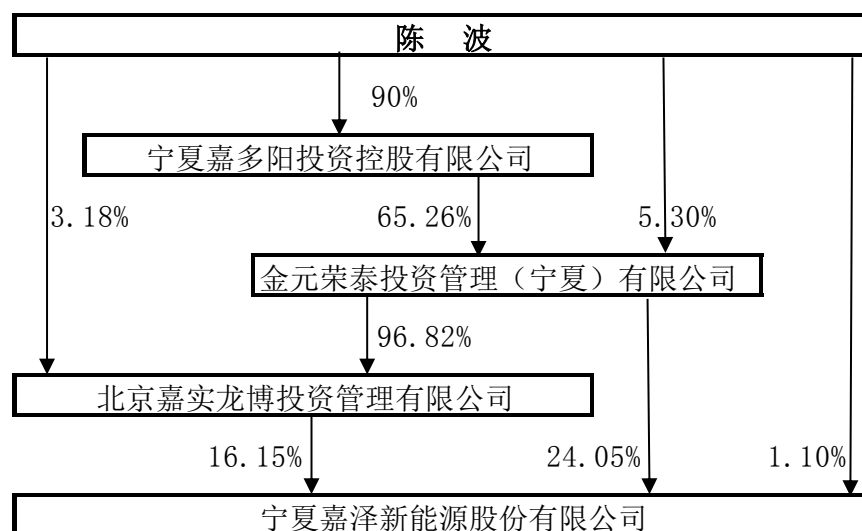 陈 波
90%
宁夏嘉多阳投资控股有限公司
3.18%
65.26%
5.30%
金元荣泰投资管理（宁夏）有限公司
96.82%
北京嘉实龙博投资管理有限公司
16.15%
24.05%
1.10%
宁夏嘉泽新能源股份有限公司